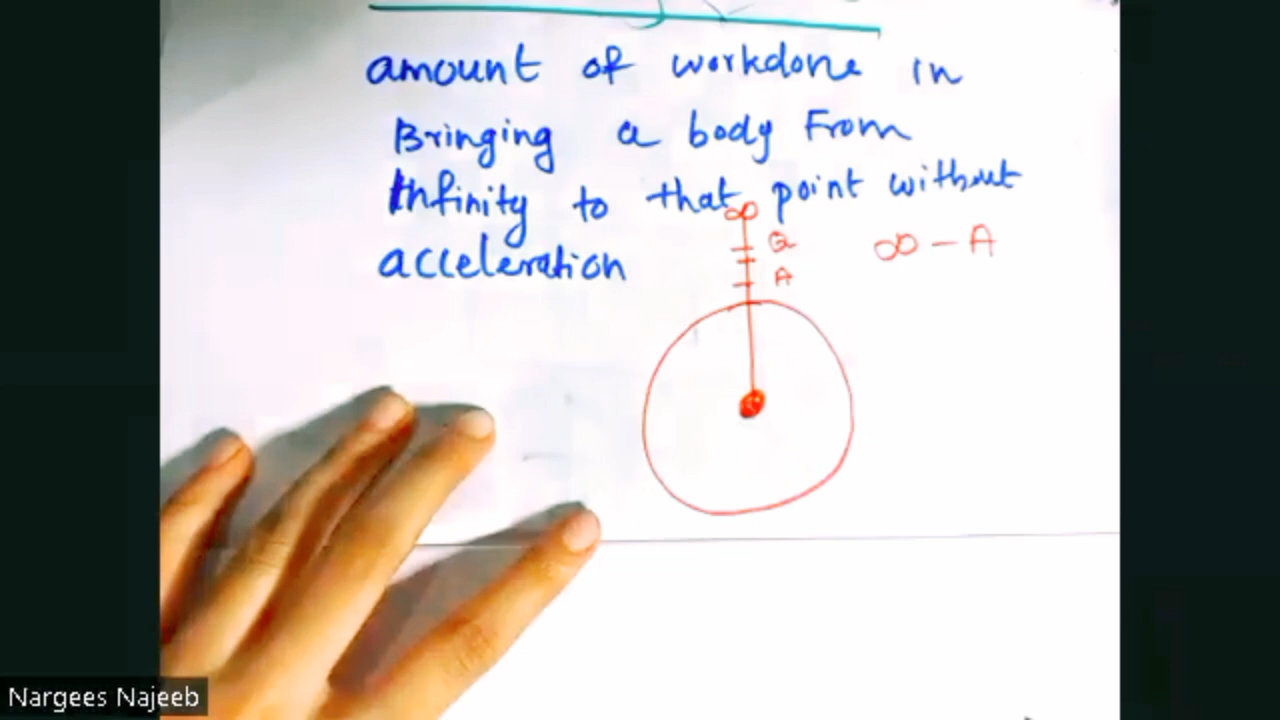 amount of workdone in
Bringing a body From
Infinity to that point without
acceleration
∞
Q
∞ - A
A
Nargees Najeeb